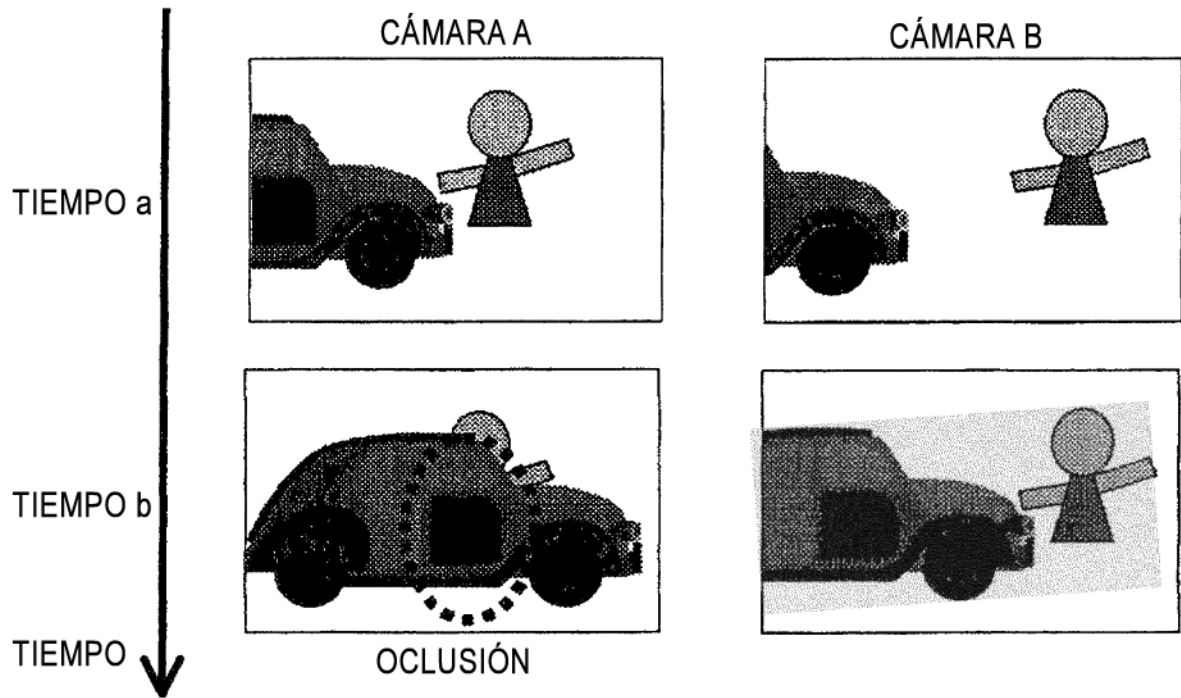 CÁMARA A
CÁMARA B
TIEMPO a
TIEMPO b
TIEMPO
OCLUSIÓN